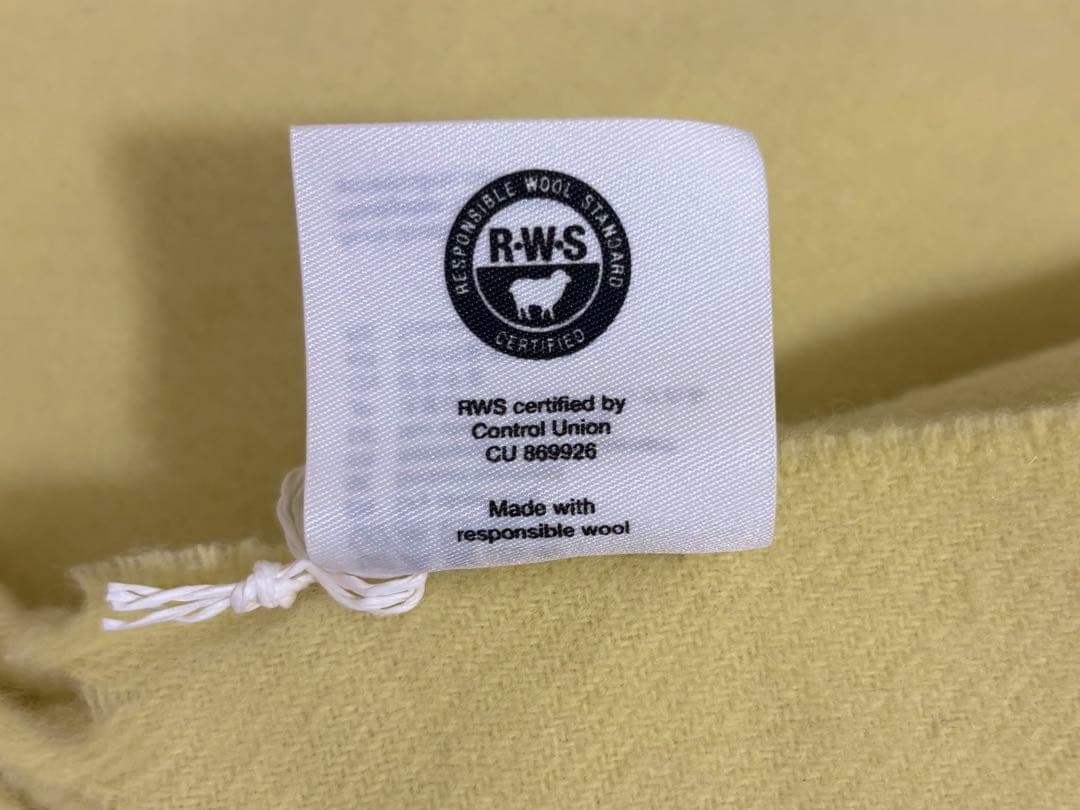 RESPONSIBLE WOOL STANDARD
R·W·S
CERTIFIED
RWS certified by
Control Union
CU 869926
Made with
responsible wool